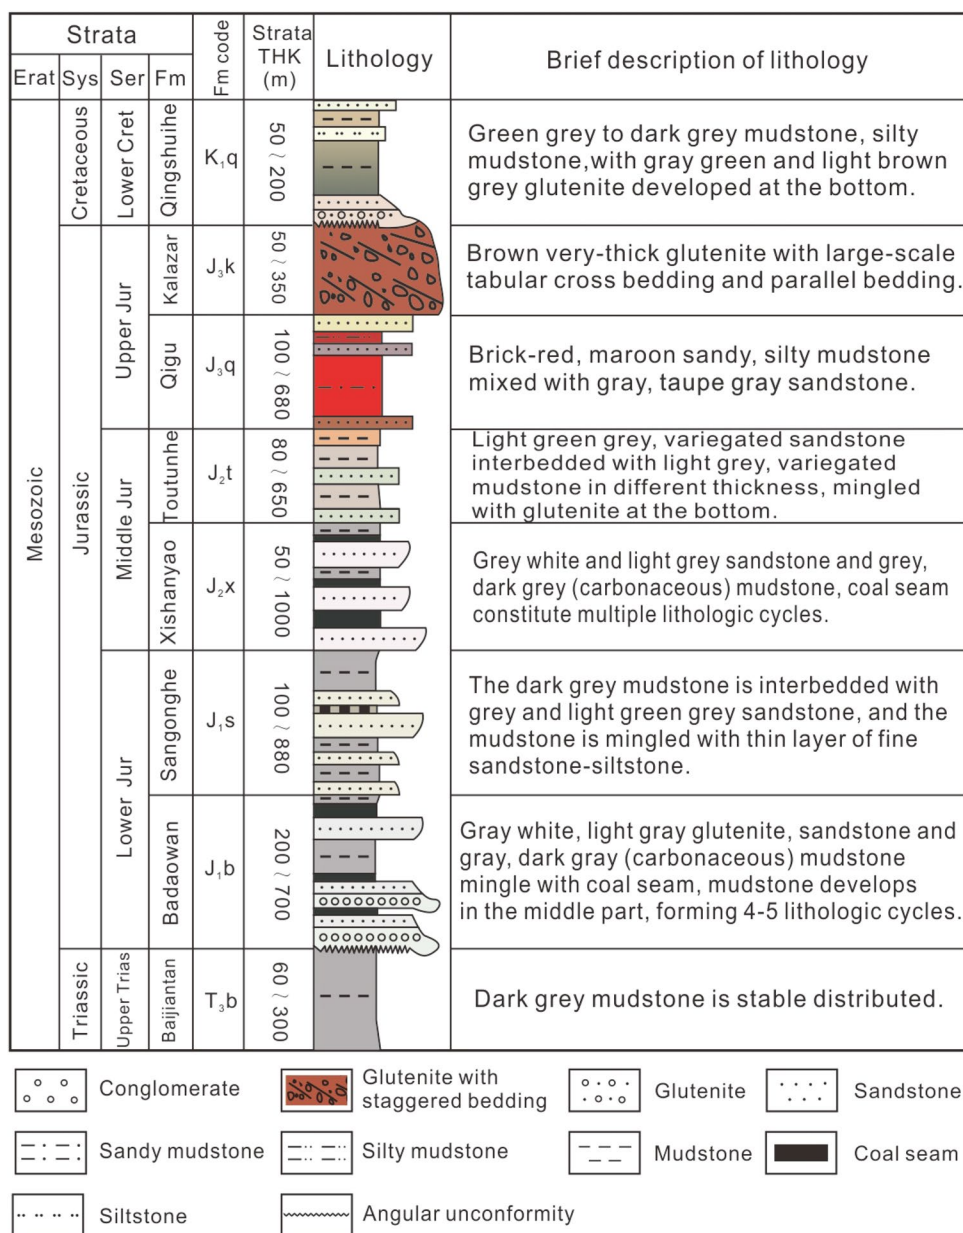 Strata
Fm code
Strata THK (m)
Lithology
Brief description of lithology
Erat
Sys
Ser
Fm
Mesozoic
Cretaceous
Lower Cret
Qingshuihe
K₁q
50 ~ 200
Green grey to dark grey mudstone, silty
mudstone,with gray green and light brown
grey glutenite developed at the bottom.
Jurassic
Upper Jur
Kalazar
J₃k
50 ~ 350
Brown very-thick glutenite with large-scale
tabular cross bedding and parallel bedding.
Qigu
J₃q
100 ~ 680
Brick-red, maroon sandy, silty mudstone
mixed with gray, taupe gray sandstone.
Middle Jur
Toutunhe
J₂t
80 ~ 650
Light green grey, variegated sandstone
interbedded with light grey, variegated
mudstone in different thickness, mingled
with glutenite at the bottom.
Xishanyao
J₂x
50 ~ 1000
Grey white and light grey sandstone and grey,
dark grey (carbonaceous) mudstone, coal seam
constitute multiple lithologic cycles.
Lower Jur
Sangonghe
J₁s
100 ~ 880
The dark grey mudstone is interbedded with
grey and light green grey sandstone, and the
mudstone is mingled with thin layer of fine
sandstone-siltstone.
Badaowan
J₁b
200 ~ 700
Gray white, light gray glutenite, sandstone and
gray, dark gray (carbonaceous) mudstone
mingle with coal seam, mudstone develops
in the middle part, forming 4-5 lithologic cycles.
Triassic
Upper Trias
Baijiantan
T₃b
60 ~ 300
Dark grey mudstone is stable distributed.
Conglomerate
Glutenite with
staggered bedding
Glutenite
Sandstone
Sandy mudstone
Silty mudstone
Mudstone
Coal seam
Siltstone
Angular unconformity